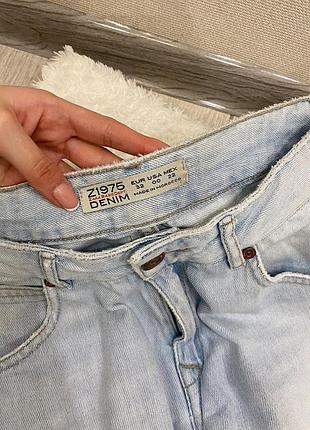 Z1975
DENIM
EUR USA MEX
32 00 22
MADE IN MOROCCO